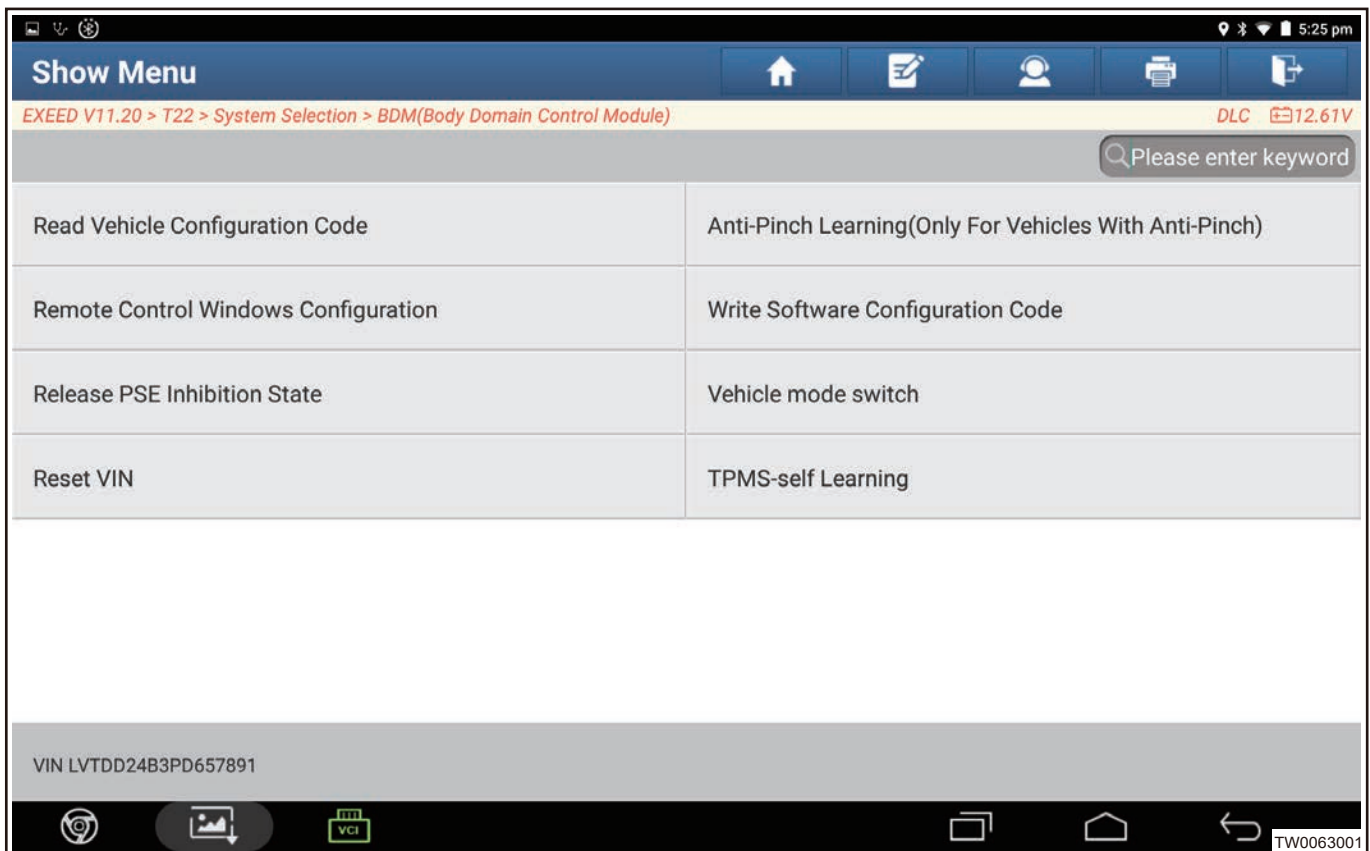 5:25 pm
Show Menu
EXEED V11.20 > T22 > System Selection > BDM(Body Domain Control Module)
DLC 12.61V
Please enter keyword
Read Vehicle Configuration Code
Anti-Pinch Learning(Only For Vehicles With Anti-Pinch)
Remote Control Windows Configuration
Write Software Configuration Code
Release PSE Inhibition State
Vehicle mode switch
Reset VIN
TPMS-self Learning
VIN LVTDD24B3PD657891
VCI
TW0063001